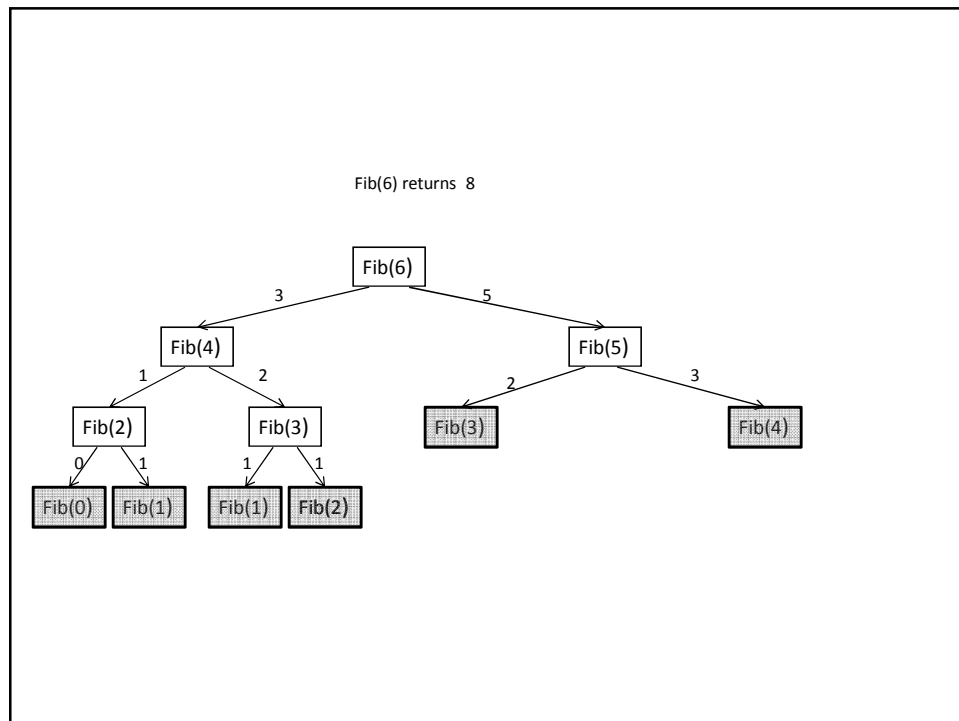 Fib(6) returns 8
Fib(6)
3 5
Fib(4) Fib(5)
1 2 2 3
Fib(2) Fib(3) Fib(3) Fib(4)
0 1 1 1
Fib(0) Fib(1) Fib(1) Fib(2)